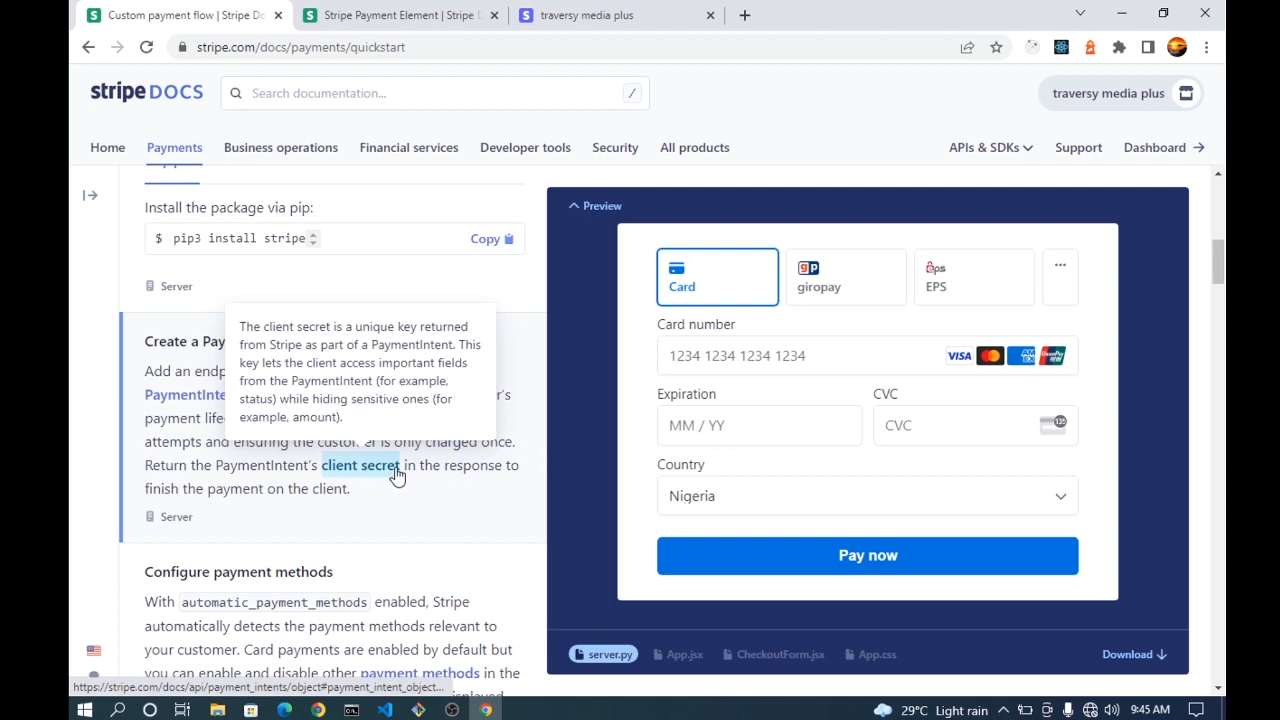 Custom payment flow | Stripe Do
Stripe Payment Element | Stripe D
traversy media plus
stripe.com/docs/payments/quickstart
stripe DOCS
Search documentation...
/
traversy media plus
Home
Payments
Business operations
Financial services
Developer tools
Security
All products
APIs & SDKs
Support
Dashboard
Install the package via pip:
$ pip3 install stripe
Copy
Server
The client secret is a unique key returned
from Stripe as part of a PaymentIntent. This
key lets the client access important fields
from the PaymentIntent (for example,
status) while hiding sensitive ones (for
example, amount).
Create a Pay
Add an endp
PaymentInte
r's
payment life
attempts and ensuring the custo er is only charged once.
Return the PaymentIntent's client secret in the response to
finish the payment on the client.
Server
Configure payment methods
With automatic_payment_methods enabled, Stripe
automatically detects the payment methods relevant to
your customer. Card payments are enabled by default but
you can enable and disable other payment methods in the
Preview
Card
giropay
EPS
...
Card number
1234 1234 1234 1234
VISA
Expiration
MM / YY
CVC
CVC
135
Country
Nigeria
Pay now
server.py
App.jsx
CheckoutForm.jsx
App.css
Download
https://stripe.com/docs/api/payment_intents/object#payment_intent_object...
29°C Light rain
9:45 AM